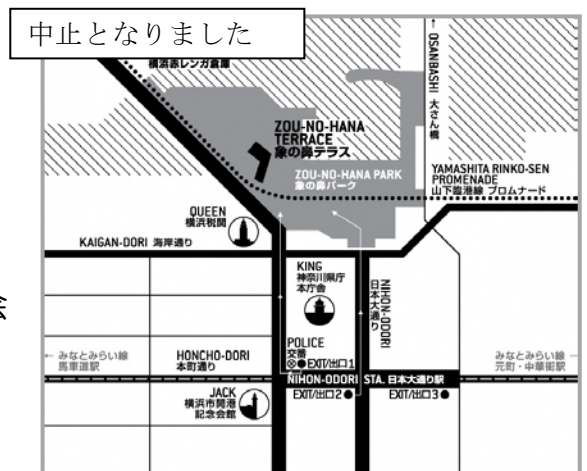 中止となりました
横浜赤レンガ倉庫
← OSANBASHI 大さん橋
ZOU-NO-HANA
TERRACE
象の鼻テラス
ZOU-NO-HANA PARK
象の鼻パーク
YAMASHITA RINKO-SEN
PROMENADE
山下臨港線 プロムナード
QUEEN
横浜税関
KAIGAN-DORI 海岸通り
KING
神奈川県庁
本庁舎
NIHON-ODORI
日本大通り
POLICE
交番
EXIT/出口1
← みなとみらい線
馬車道駅
HONCHO-DORI
本町通り
みなとみらい線 →
元町・中華街駅
NIHON-ODORI STA. 日本大通り駅
JACK
横浜市開港
記念会館
EXIT/出口2
EXIT/出口3